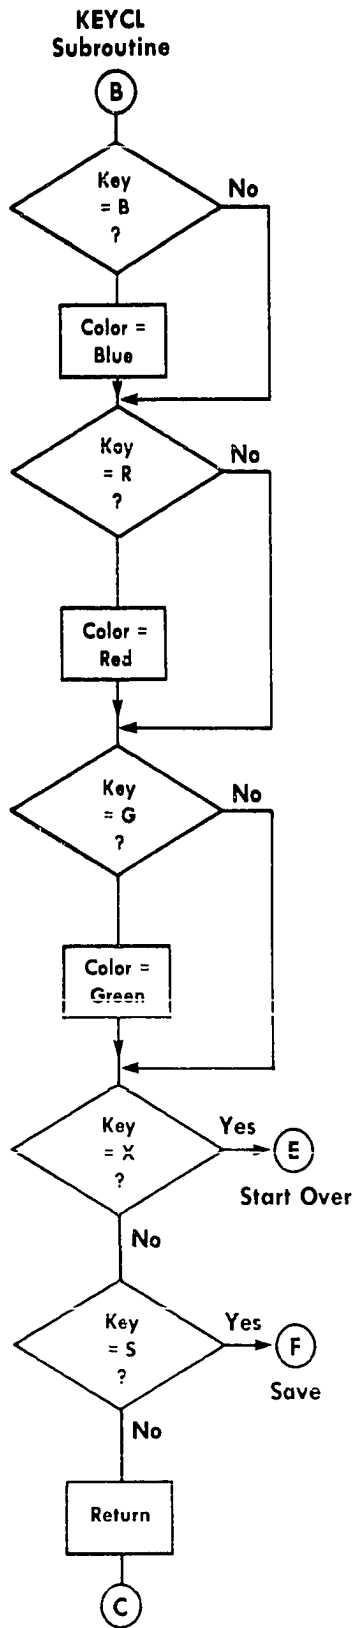 KEYCL
Subroutine
B
Key
= B
?
No
Color =
Blue
Key
= R
?
No
Color =
Red
Key
= G
?
No
Color =
Green
Key
= X
?
Yes
E
Start Over
No
Key
= S
?
Yes
F
Save
No
Return
C